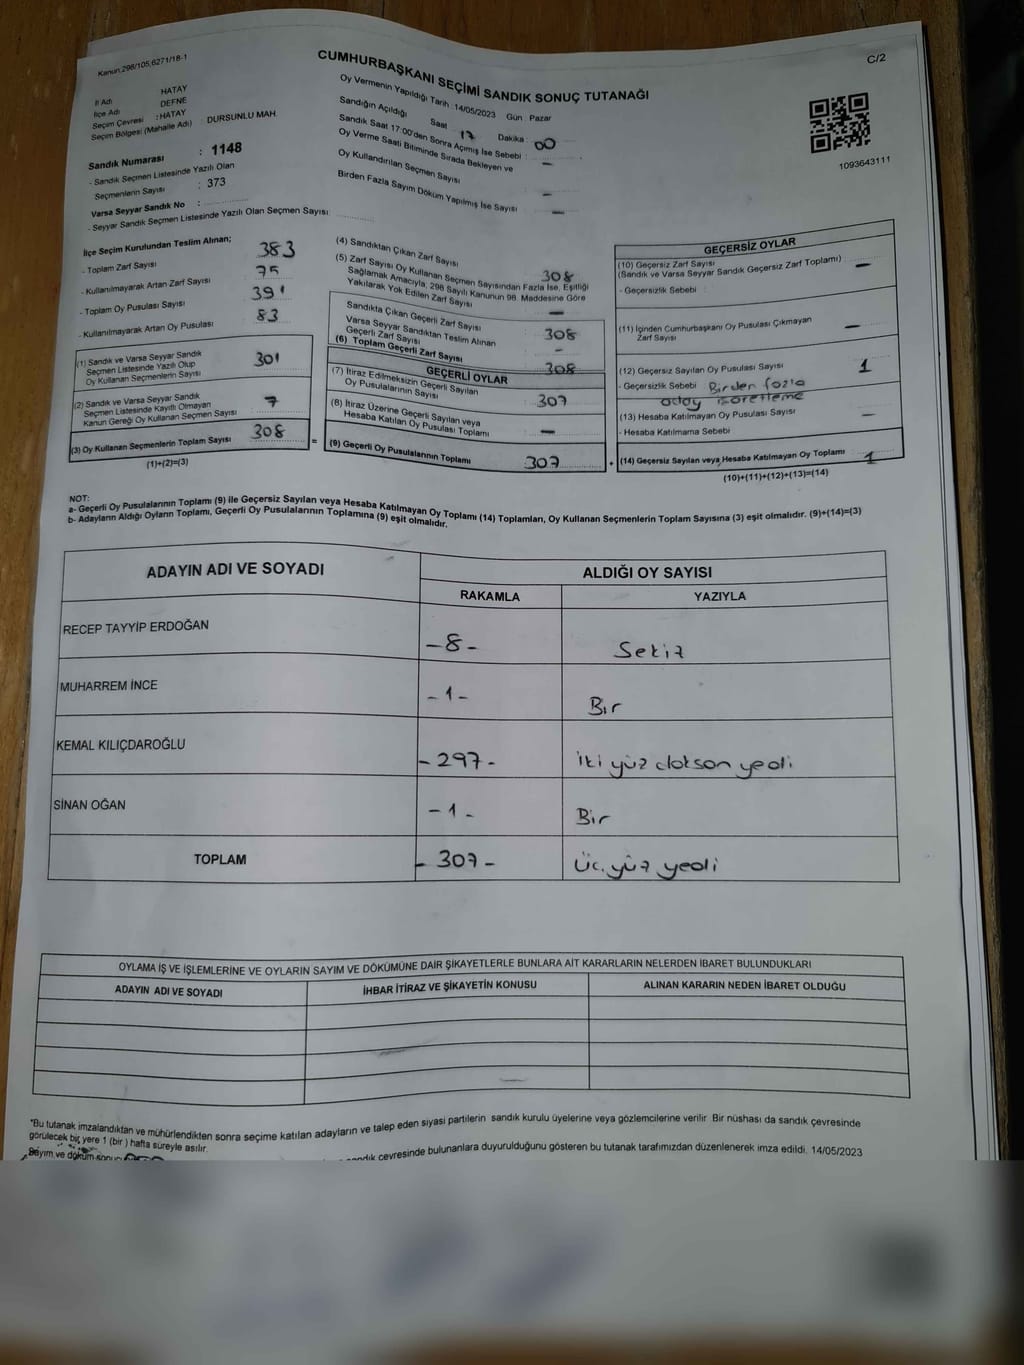 Kanun:298/105,6271/18-1
C/2
CUMHURBAŞKANI SEÇİMİ SANDIK SONUÇ TUTANAĞI
İl Adı HATAY
İlçe Adı DEFNE
Seçim Çevresi : HATAY
Seçim Bölgesi (Mahalle Adı) : DURSUNLU MAH.
Sandık Numarası : 1148
- Sandık Seçmen Listesinde Yazılı Olan
Seçmenlerin Sayısı : 373
Varsa Seyyar Sandık No :
- Seyyar Sandık Seçmen Listesinde Yazılı Olan Seçmen Sayısı
Oy Vermenin Yapıldığı Tarih :14/05/2023 Gün : Pazar
Sandığın Açıldığı Saat : 17 Dakika : 00
Sandık Saat 17:00'den Sonra Açımış İse Sebebi : -
Oy Verme Saati Bitiminde Sırada Bekleyen ve
Oy Kullandırılan Seçmen Sayısı -
Birden Fazla Sayım Döküm Yapılmış İse Sayısı -
1093643111
İlçe Seçim Kurulundan Teslim Alınan;
- Toplam Zarf Sayısı 383
- Kullanılmayarak Artan Zarf Sayısı 75
- Toplam Oy Pusulası Sayısı 391
- Kullanılmayarak Artan Oy Pusulası 83
(1) Sandık ve Varsa Seyyar Sandık
Seçmen Listesinde Yazılı Olup
Oy Kullanan Seçmenlerin Sayısı 301
(2) Sandık ve Varsa Seyyar Sandık
Seçmen Listesinde Kayıtlı Olmayan
Kanun Gereği Oy Kullanan Seçmen Sayısı 7
(3) Oy Kullanan Seçmenlerin Toplam Sayısı 308
(1)+(2)=(3)
=
(4) Sandıktan Çıkan Zarf Sayısı 308
(5) Zarf Sayısı Oy Kullanan Seçmen Sayısından Fazla İse, Eşitliği
Sağlamak Amacıyla, 298 Sayılı Kanunun 98. Maddesine Göre
Yakılarak Yok Edilen Zarf Sayısı -
Sandıkta Çıkan Geçerli Zarf Sayısı 308
Varsa Seyyar Sandıktan Teslim Alınan
Geçerli Zarf Sayısı -
(6) Toplam Geçerli Zarf Sayısı 308
GEÇERLİ OYLAR
(7) İtiraz Edilmeksizin Geçerli Sayılan
Oy Pusulalarının Sayısı 307
(8) İtiraz Üzerine Geçerli Sayılan veya
Hesaba Katılan Oy Pusulası Toplamı -
(9) Geçerli Oy Pusulalarının Toplamı 307
+
GEÇERSİZ OYLAR
(10) Geçersiz Zarf Sayısı
(Sandık ve Varsa Seyyar Sandık Geçersiz Zarf Toplamı) -
- Geçersizlik Sebebi :
(11) İçinden Cumhurbaşkanı Oy Pusulası Çıkmayan
Zarf Sayısı -
(12) Geçersiz Sayılan Oy Pusulası Sayısı 1
- Geçersizlik Sebebi Birden fazla
aday işaretleme
(13) Hesaba Katılmayan Oy Pusulası Sayısı -
- Hesaba Katılmama Sebebi
(14) Geçersiz Sayılan veya Hesaba Katılmayan Oy Toplamı 1
(10)+(11)+(12)+(13)=(14)
NOT:
a- Geçerli Oy Pusulalarının Toplamı (9) ile Geçersiz Sayılan veya Hesaba Katılmayan Oy Toplamı (14) Toplamları, Oy Kullanan Seçmenlerin Toplam Sayısına (3) eşit olmalıdır. (9)+(14)=(3)
b- Adayların Aldığı Oyların Toplamı, Geçerli Oy Pusulalarının Toplamına (9) eşit olmalıdır.
ADAYIN ADI VE SOYADI ALDIĞI OY SAYISI
RAKAMLA YAZIYLA
RECEP TAYYİP ERDOĞAN -8- Sekiz
MUHARREM İNCE -1- Bir
KEMAL KILIÇDAROĞLU -297- iki yüz doksan yedi
SİNAN OĞAN -1- Bir
TOPLAM -307- Üç yüz yedi
OYLAMA İŞ VE İŞLEMLERİNE VE OYLARIN SAYIM VE DÖKÜMÜNE DAİR ŞİKAYETLERLE BUNLARA AİT KARARLARIN NELERDEN İBARET BULUNDUKLARI
ADAYIN ADI VE SOYADI İHBAR İTİRAZ VE ŞİKAYETİN KONUSU ALINAN KARARIN NEDEN İBARET OLDUĞU
*Bu tutanak imzalandıktan ve mühürlendikten sonra seçime katılan adayların ve talep eden siyasi partilerin sandık kurulu üyelerine veya gözlemcilerine verilir. Bir nüshası da sandık çevresinde
görülecek bir yere 1 (bir) hafta süreyle asılır.
Sayım ve döküm çevresinde bulunanlara duyurulduğunu gösteren bu tutanak tarafımızdan düzenlenerek imza edildi. 14/05/2023